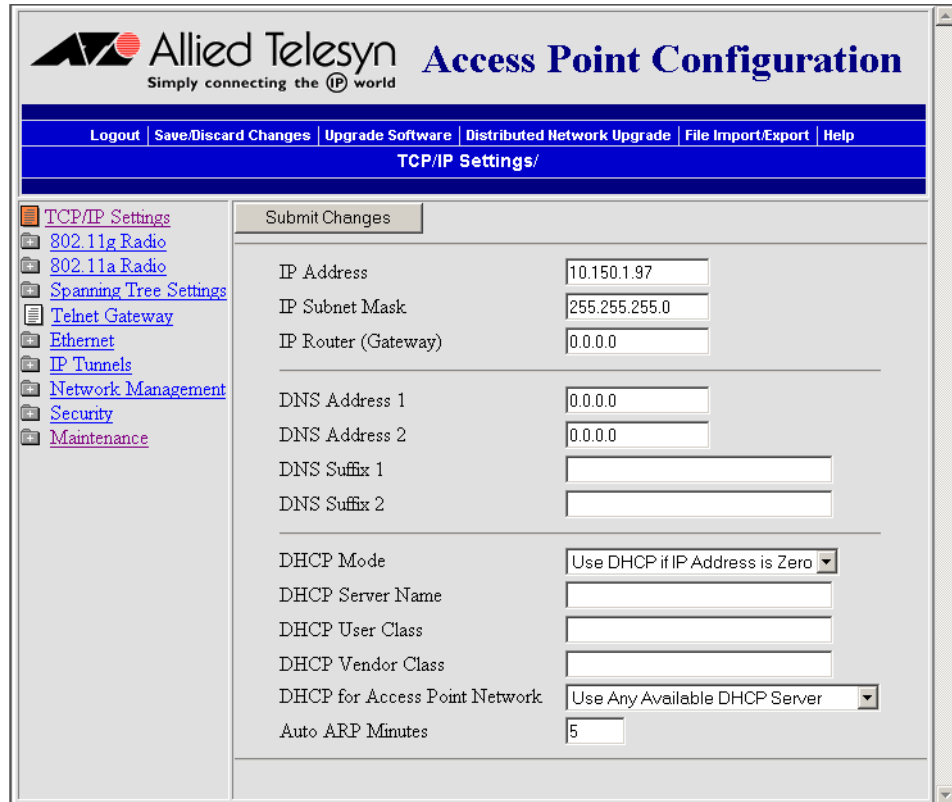 Allied Telesyn
Simply connecting the IP world
Access Point Configuration
Logout | Save/Discard Changes | Upgrade Software | Distributed Network Upgrade | File Import/Export | Help
TCP/IP Settings/
TCP/IP Settings
802.11g Radio
802.11a Radio
Spanning Tree Settings
Telnet Gateway
Ethernet
IP Tunnels
Network Management
Security
Maintenance
Submit Changes
IP Address 10.150.1.97
IP Subnet Mask 255.255.255.0
IP Router (Gateway) 0.0.0.0
DNS Address 1 0.0.0.0
DNS Address 2 0.0.0.0
DNS Suffix 1
DNS Suffix 2
DHCP Mode Use DHCP if IP Address is Zero
DHCP Server Name
DHCP User Class
DHCP Vendor Class
DHCP for Access Point Network Use Any Available DHCP Server
Auto ARP Minutes 5